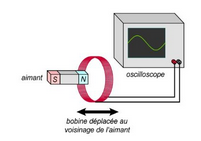 oscilloscope
aimant
S N
bobine déplacée au
voisinage de l'aimant